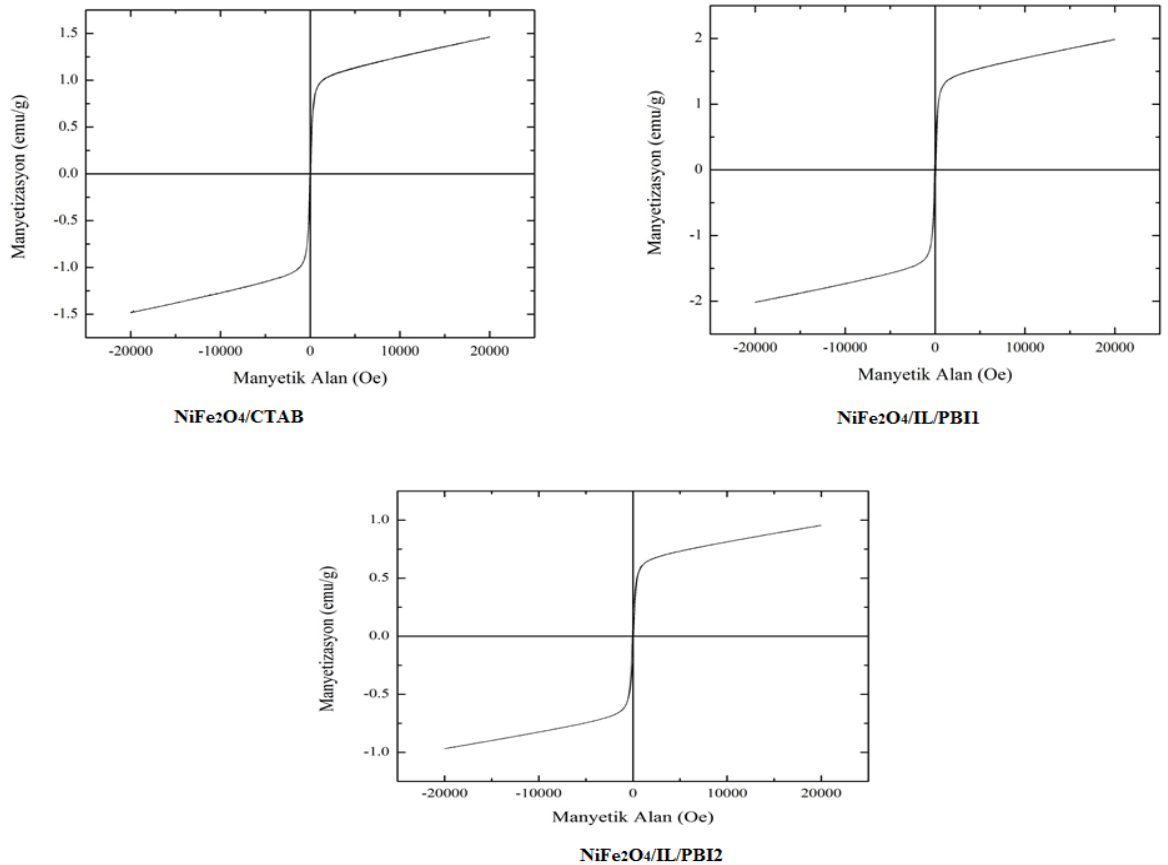 1.5
1.0
0.5
0.0
-0.5
-1.0
-1.5
Manyetizasyon (emu/g)
-20000 -10000 0 10000 20000
Manyetik Alan (Oe)
NiFe2O4/CTAB
2
1
0
-1
-2
Manyetizasyon (emu/g)
-20000 -10000 0 10000 20000
Manyetik Alan (Oe)
NiFe2O4/IL/PBI1
1.0
0.5
0.0
-0.5
-1.0
Manyetizasyon (emu/g)
-20000 -10000 0 10000 20000
Manyetik Alan (Oe)
NiFe2O4/IL/PBI2